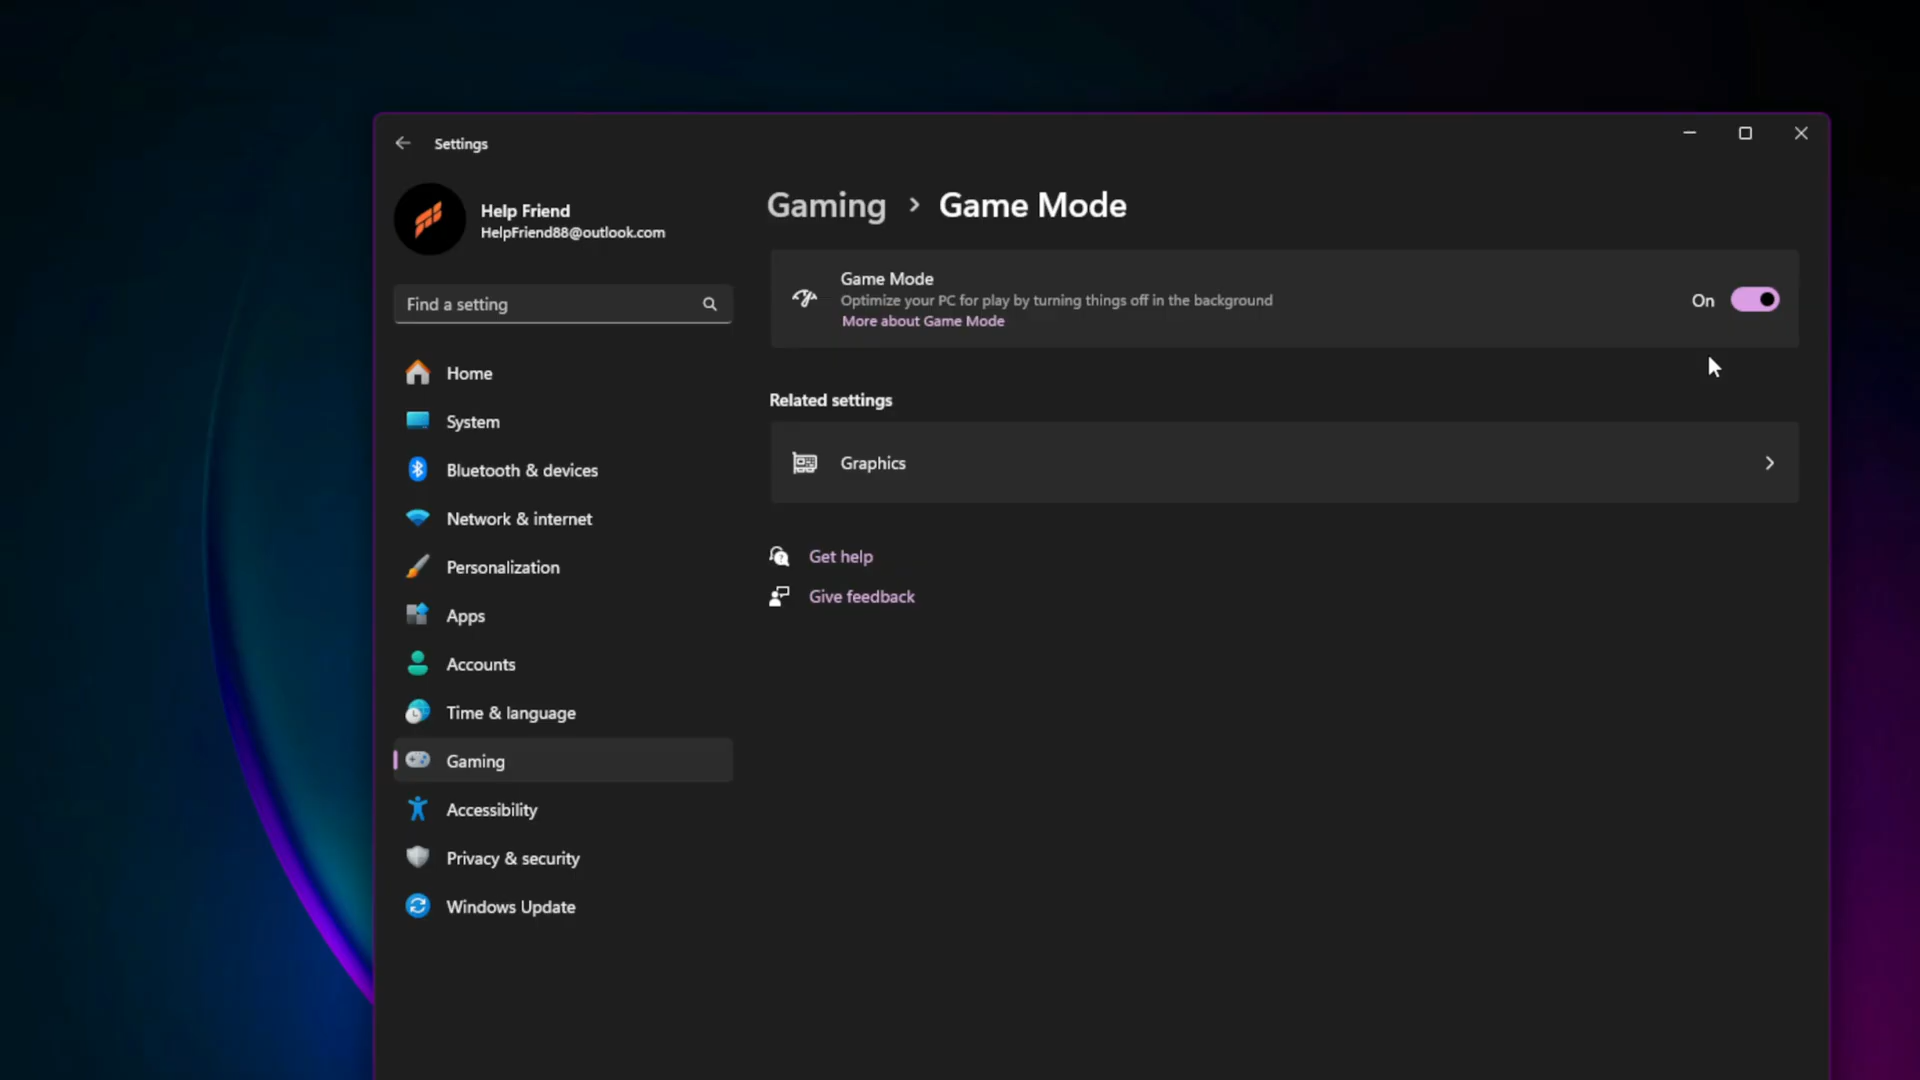 Settings
Help Friend
HelpFriend88@outlook.com
Find a setting
Home
System
Bluetooth & devices
Network & internet
Personalization
Apps
Accounts
Time & language
Gaming
Accessibility
Privacy & security
Windows Update
Gaming > Game Mode
Game Mode
Optimize your PC for play by turning things off in the background
More about Game Mode
On
Related settings
Graphics
Get help
Give feedback